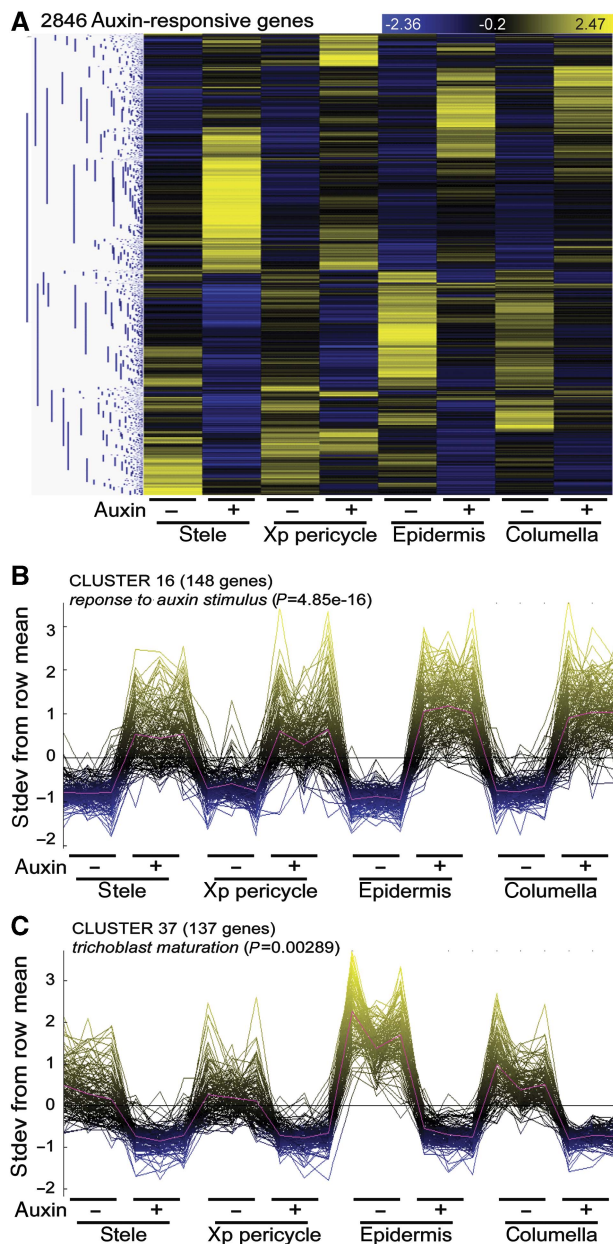 A 2846 Auxin-responsive genes -2.36 -0.2 2.47
Auxin − + − + − + − +
Stele Xp pericycle Epidermis Columella
B CLUSTER 16 (148 genes)
reponse to auxin stimulus (P=4.85e-16)
Stdev from row mean
3
2
1
0
−1
−2
Auxin − + − + − + − +
Stele Xp pericycle Epidermis Columella
C CLUSTER 37 (137 genes)
trichoblast maturation (P=0.00289)
Stdev from row mean
3
2
1
0
−1
−2
Auxin − + − + − + − +
Stele Xp pericycle Epidermis Columella